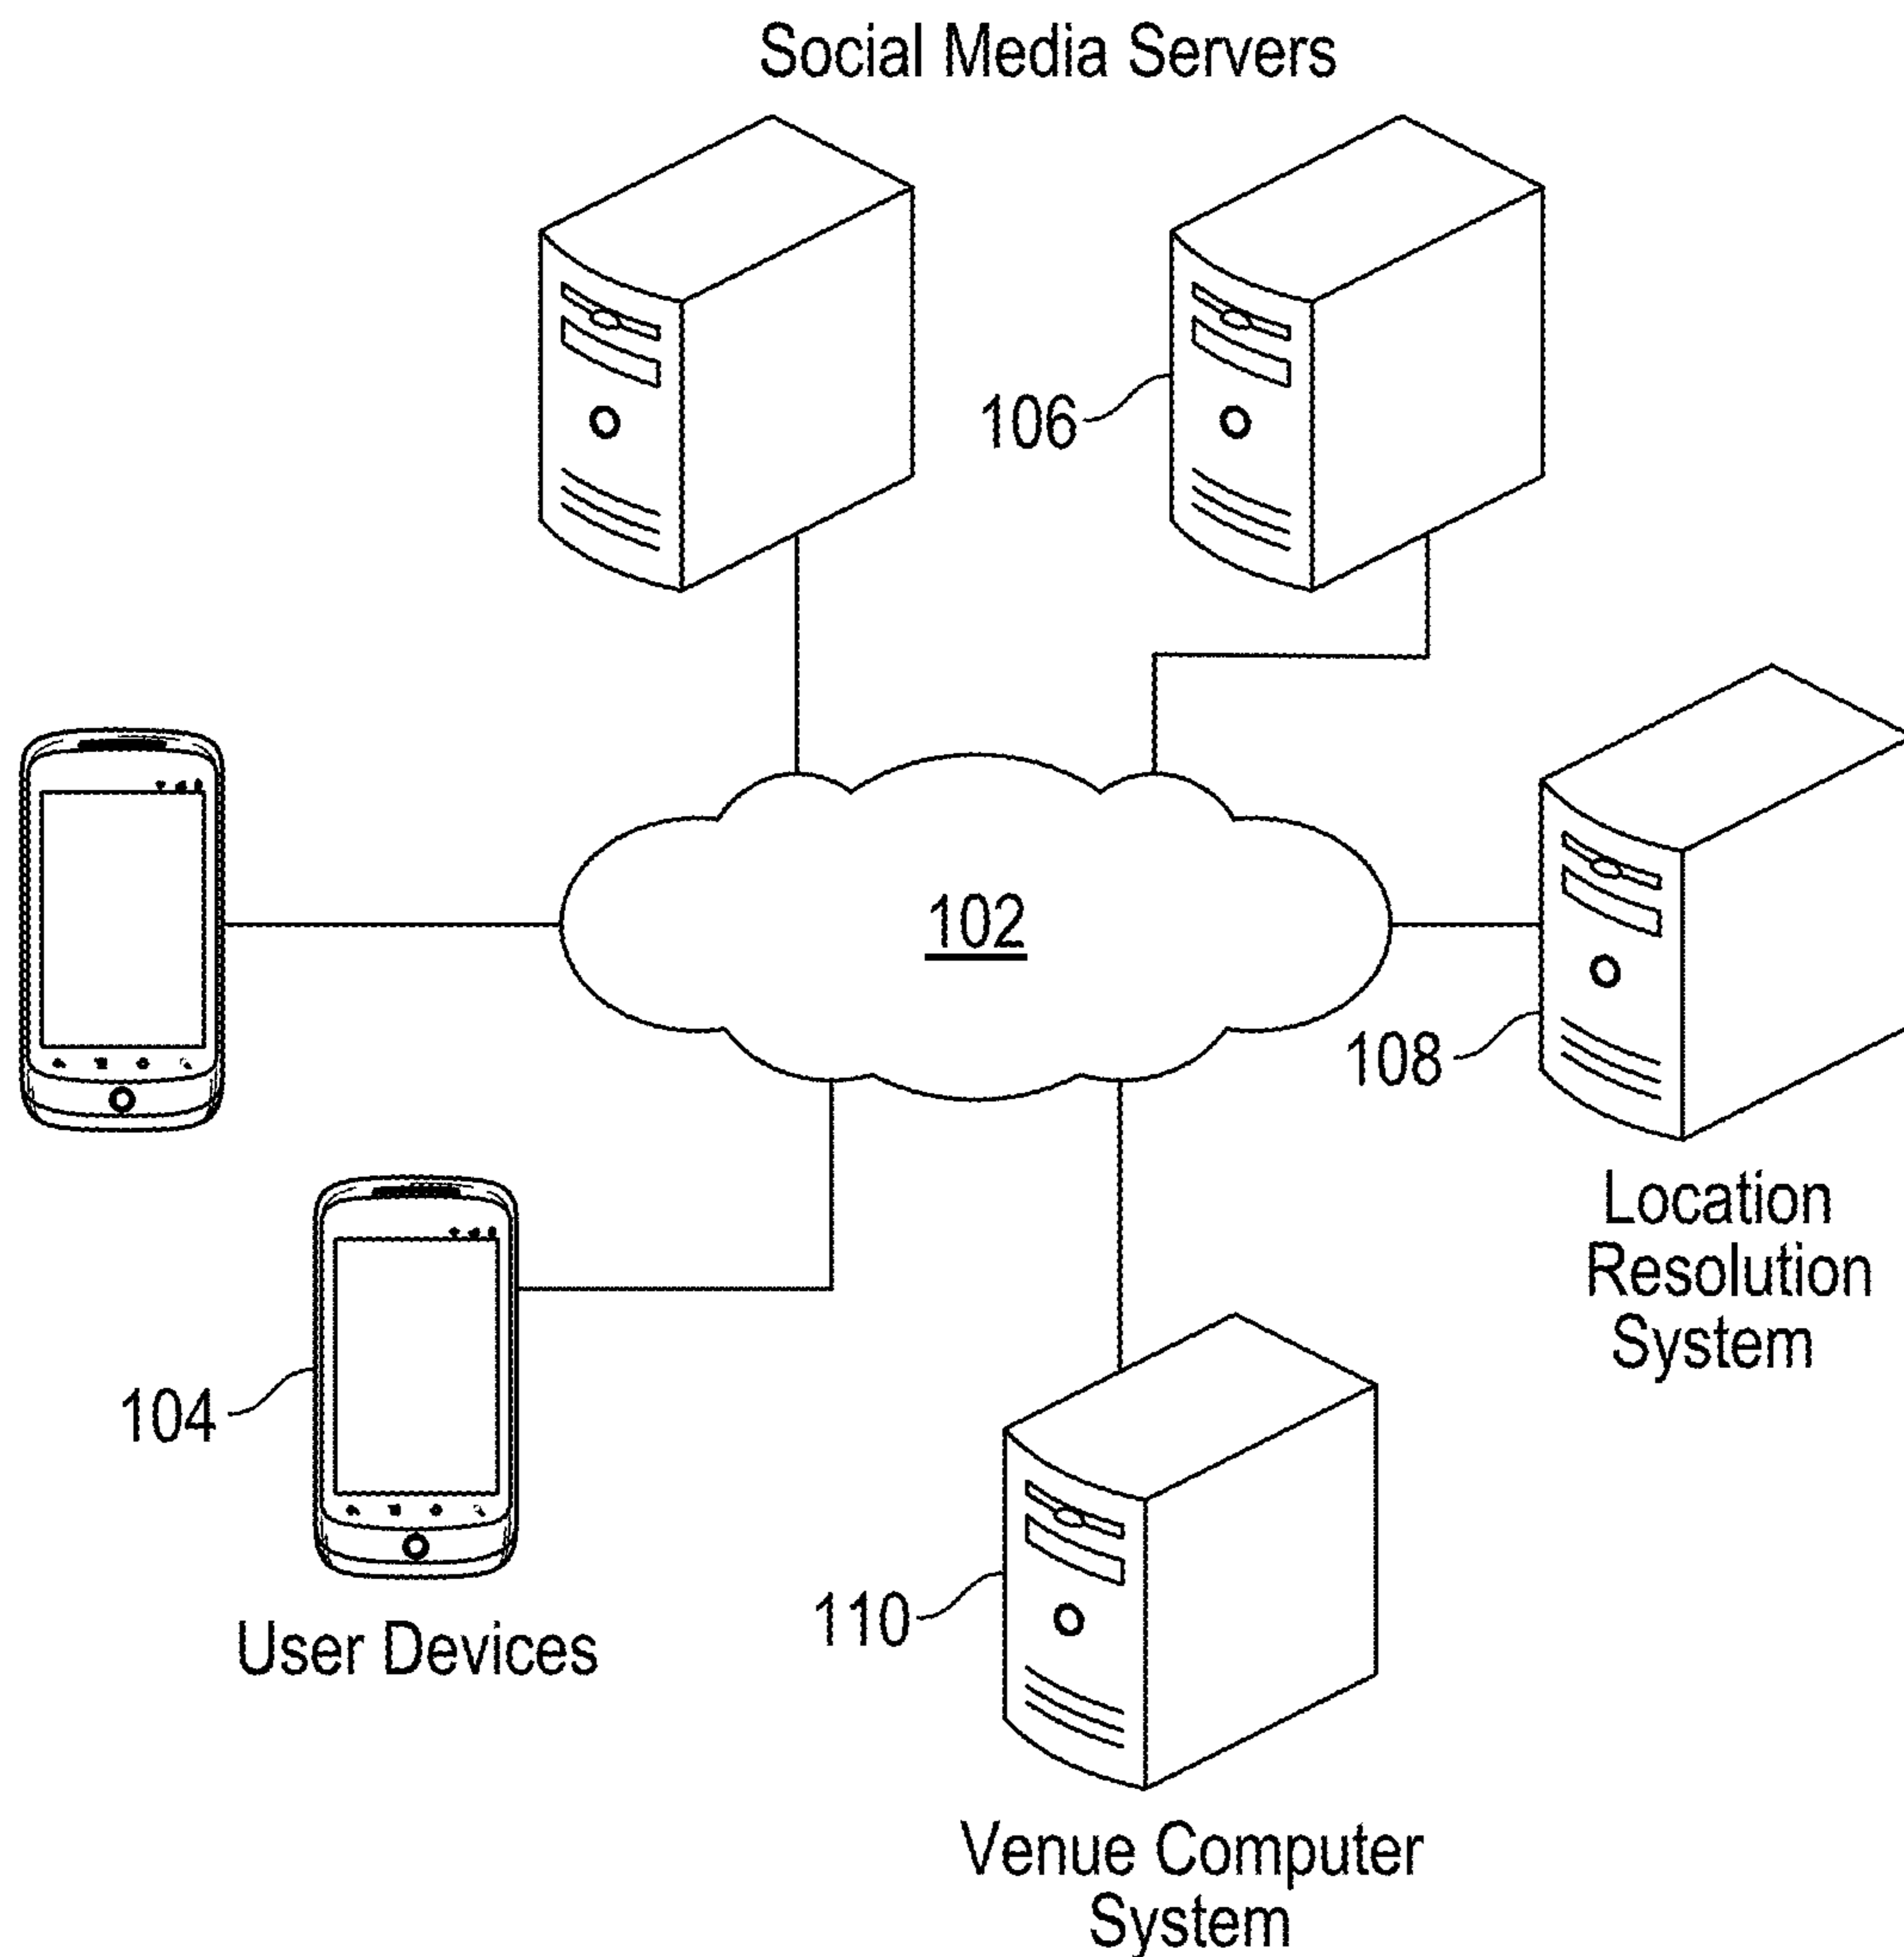 Social Media Servers
106
102
108
Location
Resolution
System
104
110
User Devices
Venue Computer
System